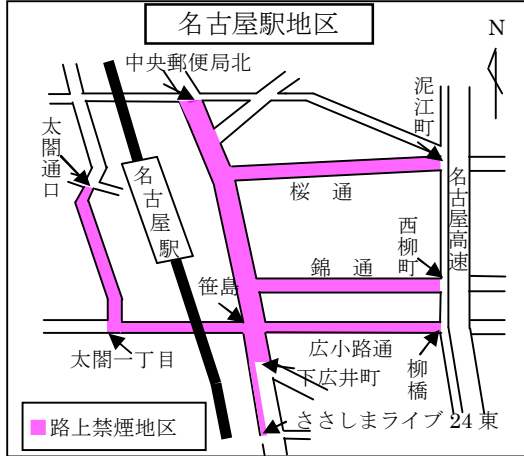 名古屋駅地区
N
中央郵便局北
泥江町
太閤通口
名古屋駅
桜通
名古屋高速
西柳町
錦通
笹島
広小路通
太閤一丁目
下広井町
柳橋
ささしまライブ24東
路上禁煙地区